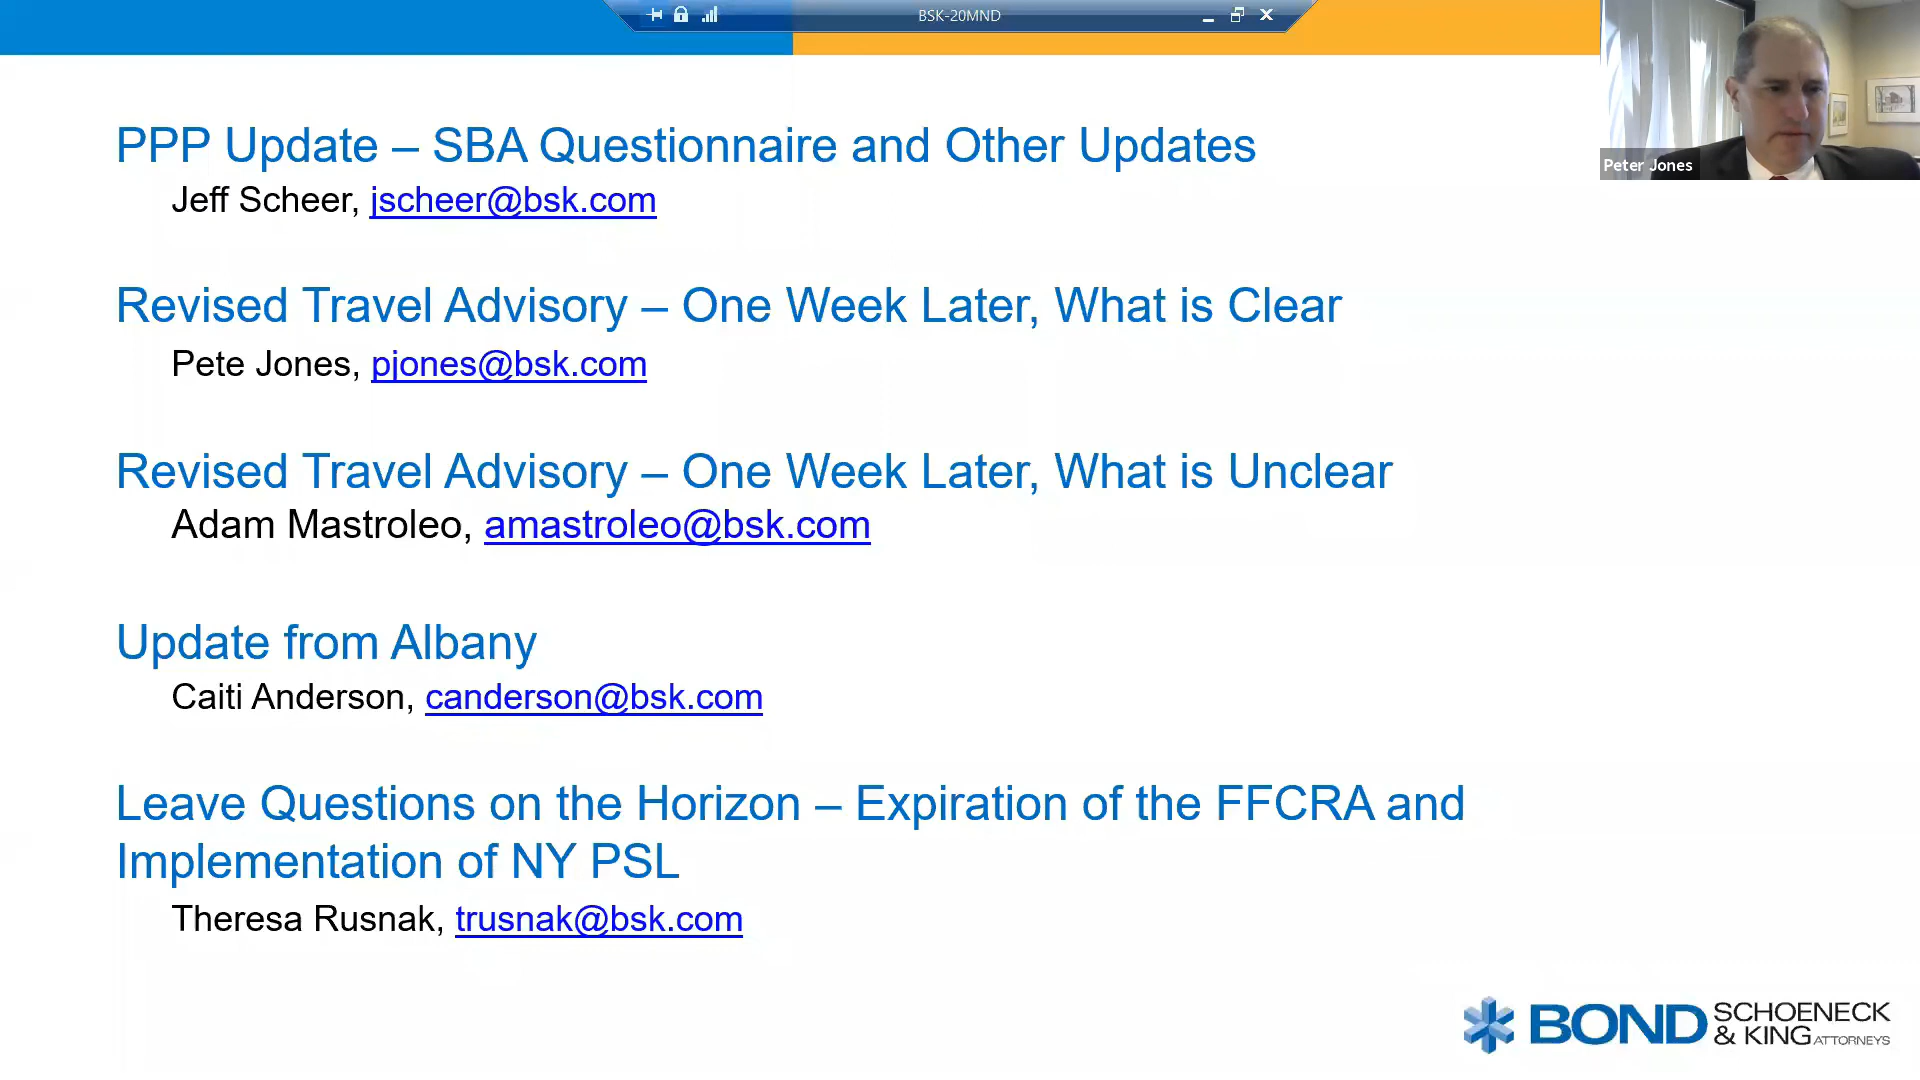 BSK-20MND
Peter Jones
PPP Update – SBA Questionnaire and Other Updates
Jeff Scheer, jscheer@bsk.com
Revised Travel Advisory – One Week Later, What is Clear
Pete Jones, pjones@bsk.com
Revised Travel Advisory – One Week Later, What is Unclear
Adam Mastroleo, amastroleo@bsk.com
Update from Albany
Caiti Anderson, canderson@bsk.com
Leave Questions on the Horizon – Expiration of the FFCRA and
Implementation of NY PSL
Theresa Rusnak, trusnak@bsk.com
BOND SCHOENECK
& KING ATTORNEYS